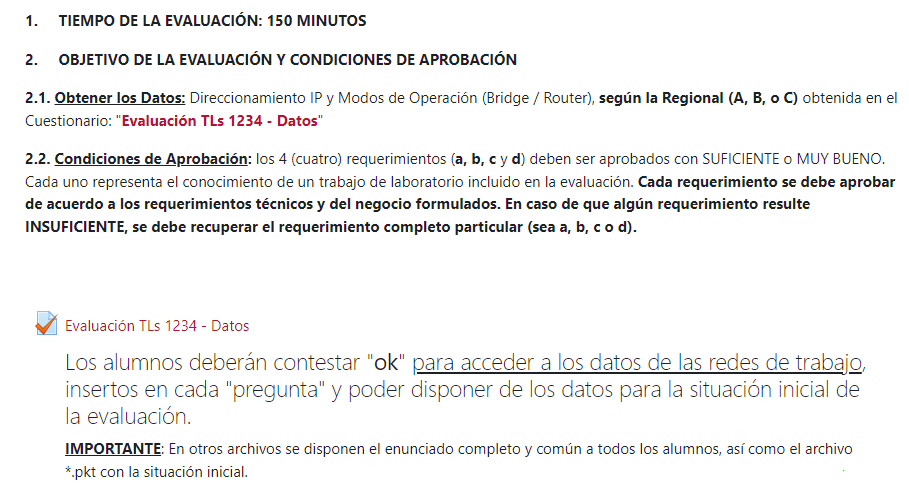 1. TIEMPO DE LA EVALUACIÓN: 150 MINUTOS
2. OBJETIVO DE LA EVALUACIÓN Y CONDICIONES DE APROBACIÓN
2.1. Obtener los Datos: Direccionamiento IP y Modos de Operación (Bridge / Router), según la Regional (A, B, o C) obtenida en el
Cuestionario: "Evaluación TLs 1234 - Datos"
2.2. Condiciones de Aprobación: los 4 (cuatro) requerimientos (a, b, c y d) deben ser aprobados con SUFICIENTE o MUY BUENO.
Cada uno representa el conocimiento de un trabajo de laboratorio incluido en la evaluación. Cada requerimiento se debe aprobar
de acuerdo a los requerimientos técnicos y del negocio formulados. En caso de que algún requerimiento resulte
INSUFICIENTE, se debe recuperar el requerimiento completo particular (sea a, b, c o d).
Evaluación TLs 1234 - Datos
Los alumnos deberán contestar "ok" para acceder a los datos de las redes de trabajo,
insertos en cada "pregunta" y poder disponer de los datos para la situación inicial de
la evaluación.
IMPORTANTE: En otros archivos se disponen el enunciado completo y común a todos los alumnos, así como el archivo
*.pkt con la situación inicial.